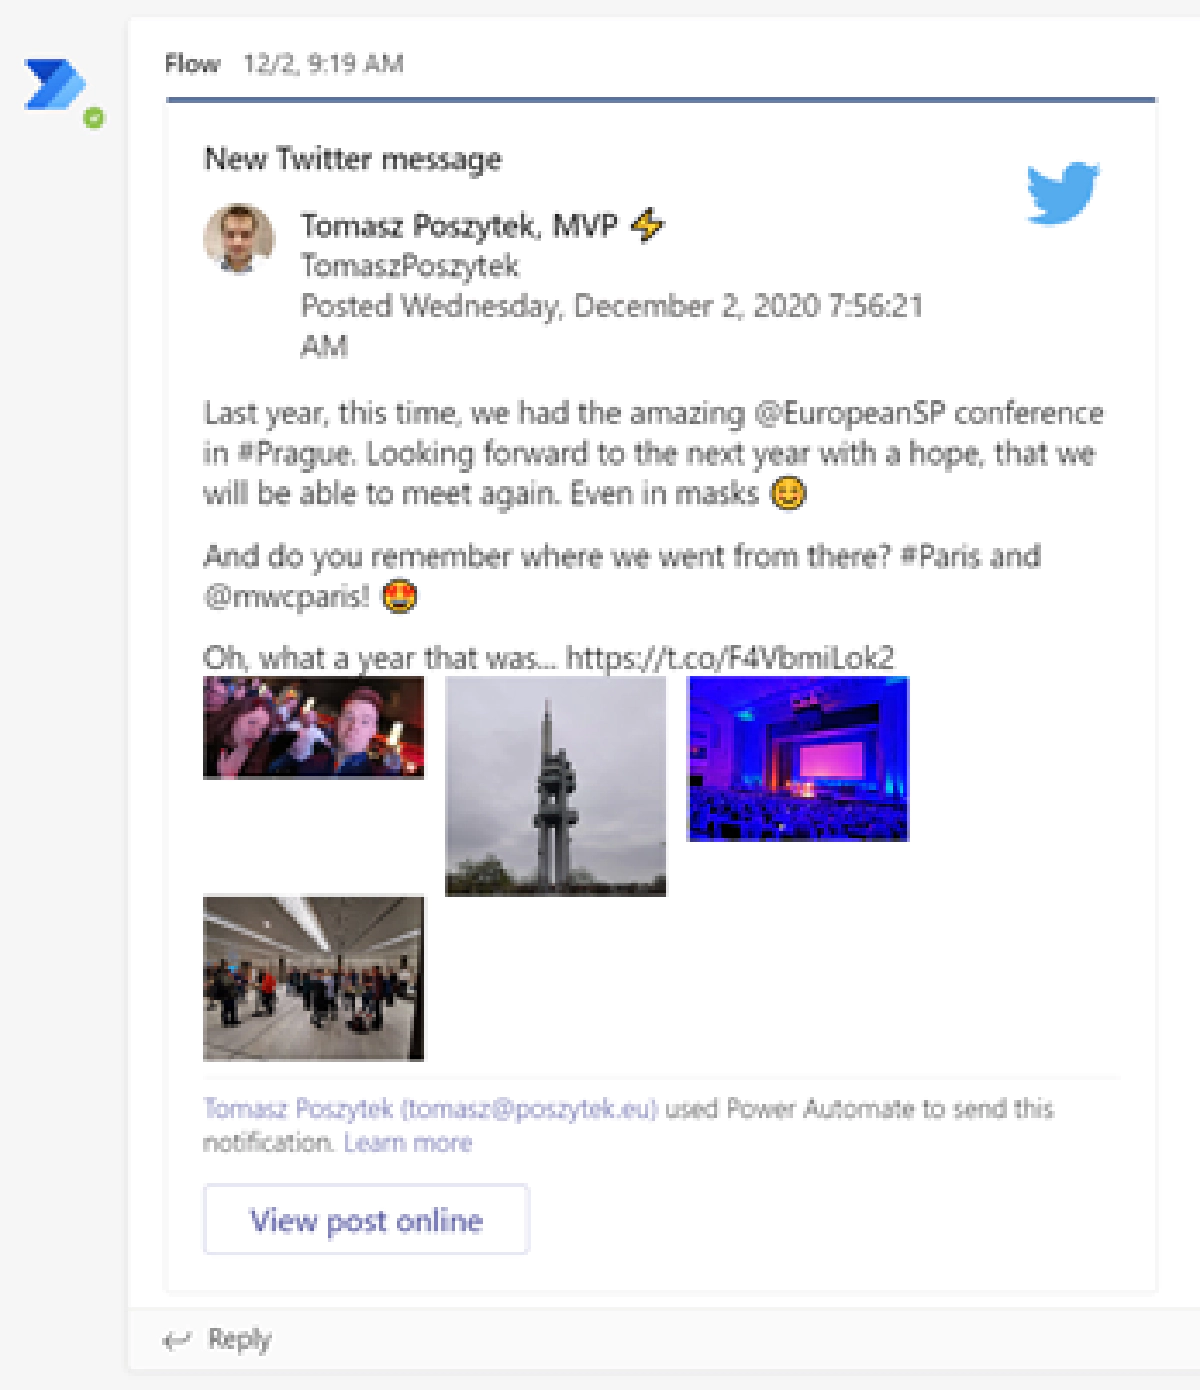 Flow 12/2, 9:19 AM
New Twitter message
Tomasz Poszytek, MVP ⚡
TomaszPoszytek
Posted Wednesday, December 2, 2020 7:56:21
AM
Last year, this time, we had the amazing @EuropeanSP conference
in #Prague. Looking forward to the next year with a hope, that we
will be able to meet again. Even in masks 😊
And do you remember where we went from there? #Paris and
@mwcparis! 🤩
Oh, what a year that was... https://t.co/F4VbmiLok2
Tomasz Poszytek (tomasz@poszytek.eu) used Power Automate to send this
notification. Learn more
View post online
Reply